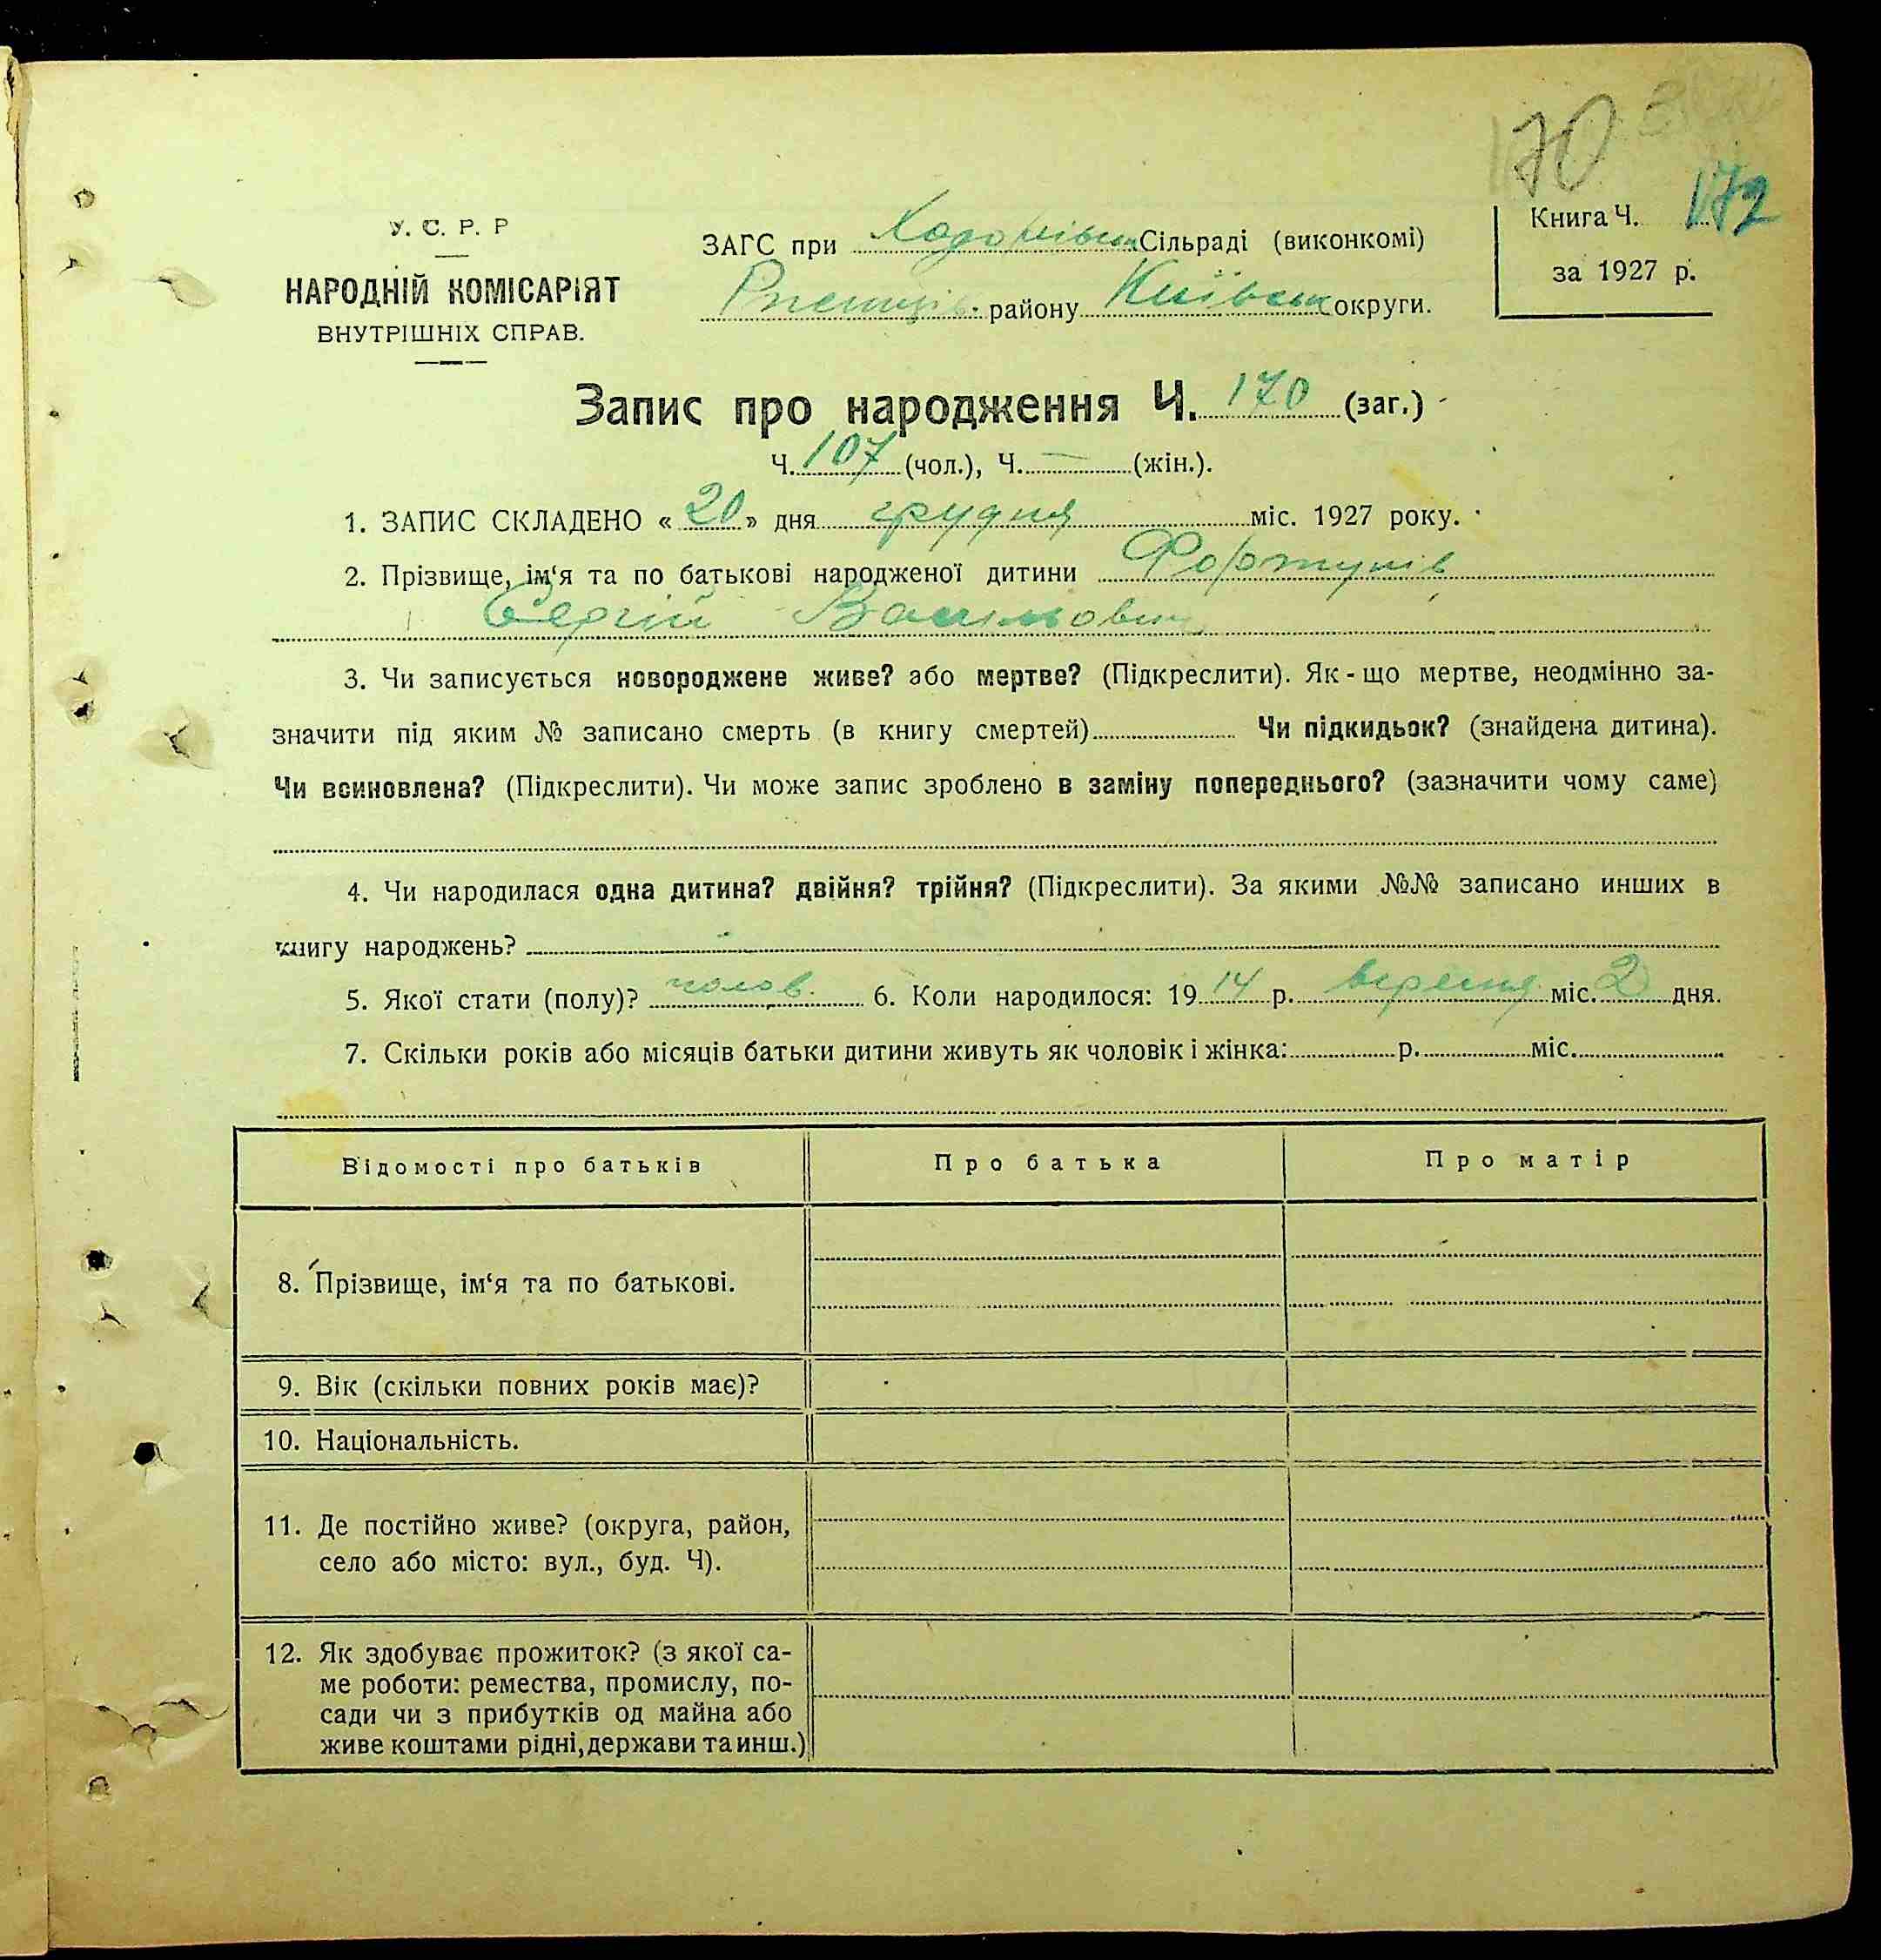 170
172
У. С. Р. Р
НАРОДНІЙ КОМІСАРІЯТ
ВНУТРІШНІХ СПРАВ.
ЗАГС при Ходорівськ Сільраді (виконкомі)
Ржищів. району Київськ округи.
Книга Ч.
за 1927 р.
Запис про народження Ч. 170 (заг.)
Ч. 107 (чол.), Ч. — (жін.).
1. ЗАПИС СКЛАДЕНО « 20 » дня грудня міс. 1927 року.
2. Прізвище, ім‘я та по батькові народженої дитини Фортунів
Сергій Васильович
3. Чи записується новороджене живе? або мертве? (Підкреслити). Як-що мертве, неодмінно за-
значити під яким № записано смерть (в книгу смертей) Чи підкидьок? (знайдена дитина).
Чи всиновлена? (Підкреслити). Чи може запис зроблено в заміну попереднього? (зазначити чому саме)
4. Чи народилася одна дитина? двійня? трійня? (Підкреслити). За якими №№ записано инших в
книгу народжень?
5. Якої стати (полу)? чолов. 6. Коли народилося: 19 14 р. вересня міс. 2 дня.
7. Скільки років або місяців батьки дитини живуть як чоловік і жінка: р. міс.
Відомості про батьків Про батька Про матір
8. Прізвище, ім‘я та по батькові.
9. Вік (скільки повних років має)?
10. Національність.
11. Де постійно живе? (округа, район,
село або місто: вул., буд. Ч).
12. Як здобуває прожиток? (з якої са-
ме роботи: ремества, промислу, по-
сади чи з прибутків од майна або
живе коштами рідні, держави та инш.)